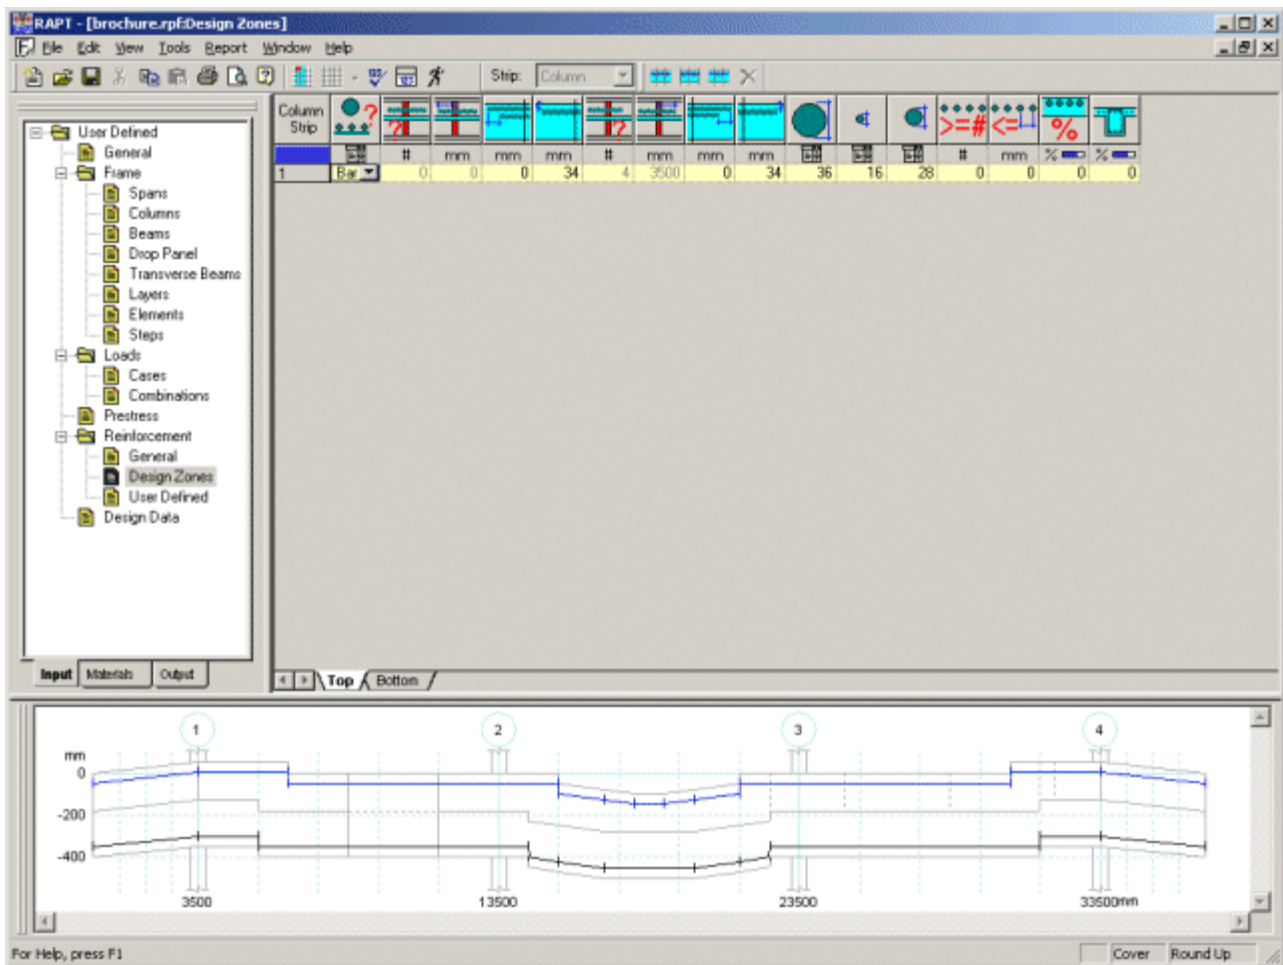 RAPT - [brochure.rpf:Design Zones]
File Edit View Tools Report Window Help
Strip: Column
Column Strip
# mm mm mm # mm mm mm # mm % %
1 Bar 0 0 0 34 4 3500 0 34 36 16 28 0 0 0 0
User Defined
General
Frame
Spans
Columns
Beams
Drop Panel
Transverse Beams
Layers
Elements
Steps
Loads
Cases
Combinations
Prestress
Reinforcement
General
Design Zones
User Defined
Design Data
Input Materials Output
Top Bottom
1 2 3 4
mm
0
-200
-400
3500 13500 23500 33500mm
For Help, press F1 Cover Round Up